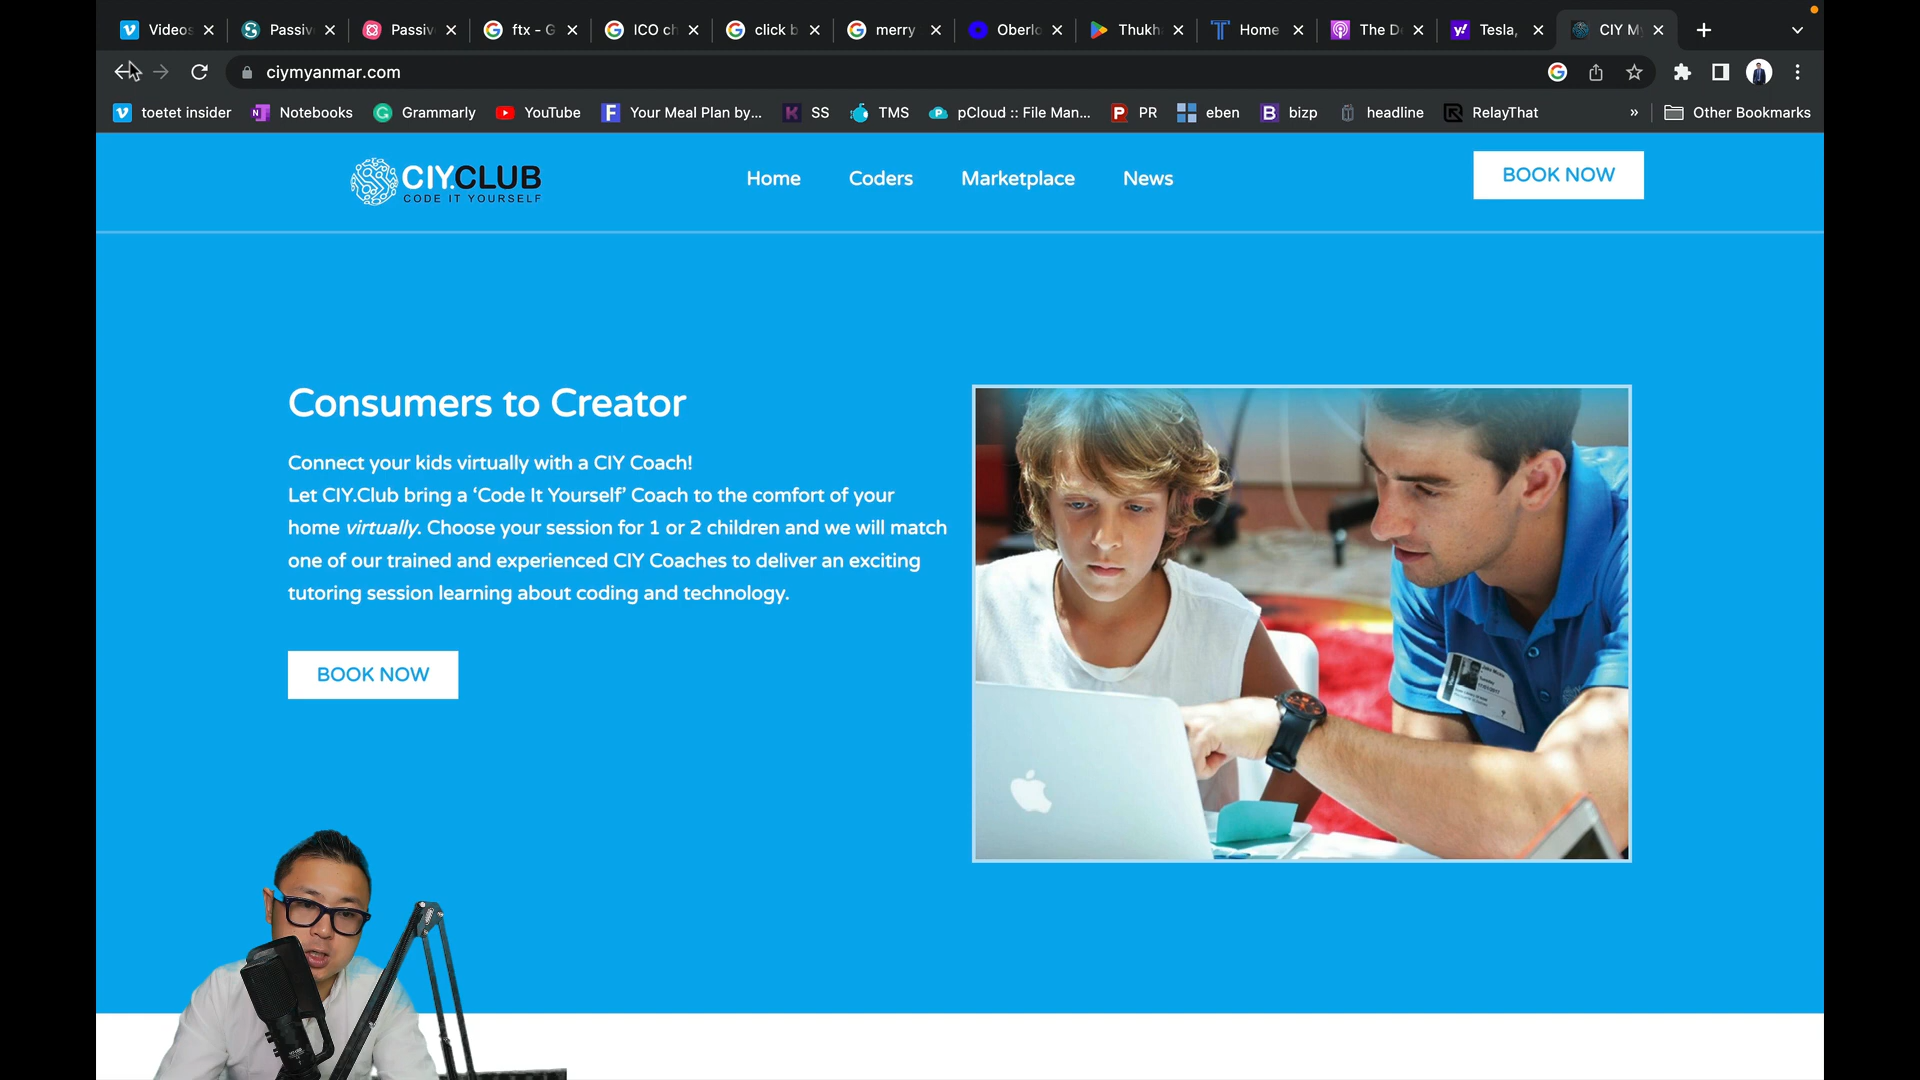 Videos
Passiv
Passiv
ftx - G
ICO ch
click b
merry
Oberlo
Thukh
Home
The De
Tesla,
CIY My
ciymyanmar.com
toetet insider
Notebooks
Grammarly
YouTube
Your Meal Plan by...
SS
TMS
pCloud :: File Man...
PR
eben
bizp
headline
RelayThat
»
Other Bookmarks
CIY.CLUB
CODE IT YOURSELF
Home
Coders
Marketplace
News
BOOK NOW
Consumers to Creator
Connect your kids virtually with a CIY Coach!
Let CIY.Club bring a ‘Code It Yourself’ Coach to the comfort of your
home virtually. Choose your session for 1 or 2 children and we will match
one of our trained and experienced CIY Coaches to deliver an exciting
tutoring session learning about coding and technology.
BOOK NOW